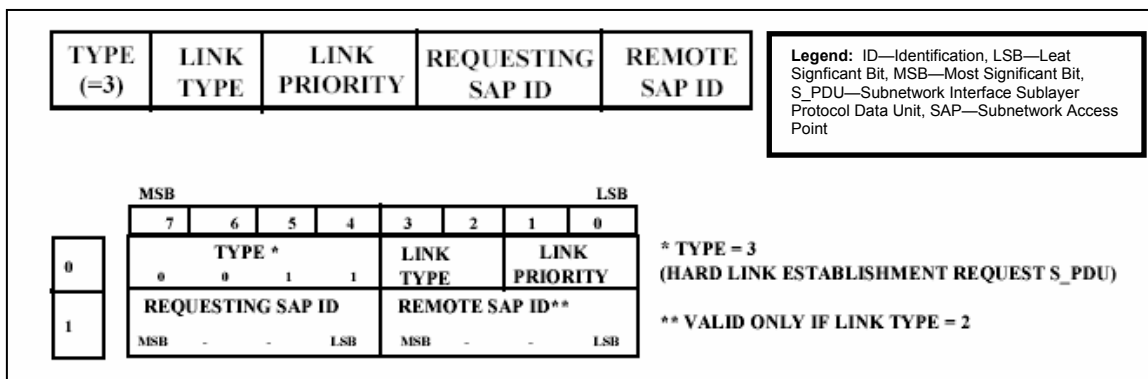 TYPE (=3) LINK TYPE LINK PRIORITY REQUESTING SAP ID REMOTE SAP ID
Legend: ID—Identification, LSB—Leat
Signficant Bit, MSB—Most Significant Bit,
S_PDU—Subnetwork Interface Sublayer
Protocol Data Unit, SAP—Subnetwork Access
Point
MSB LSB
7 6 5 4 3 2 1 0
0 TYPE * LINK TYPE LINK PRIORITY
0 0 1 1
* TYPE = 3
(HARD LINK ESTABLISHMENT REQUEST S_PDU)
1 REQUESTING SAP ID REMOTE SAP ID**
MSB - - LSB MSB - - LSB
** VALID ONLY IF LINK TYPE = 2